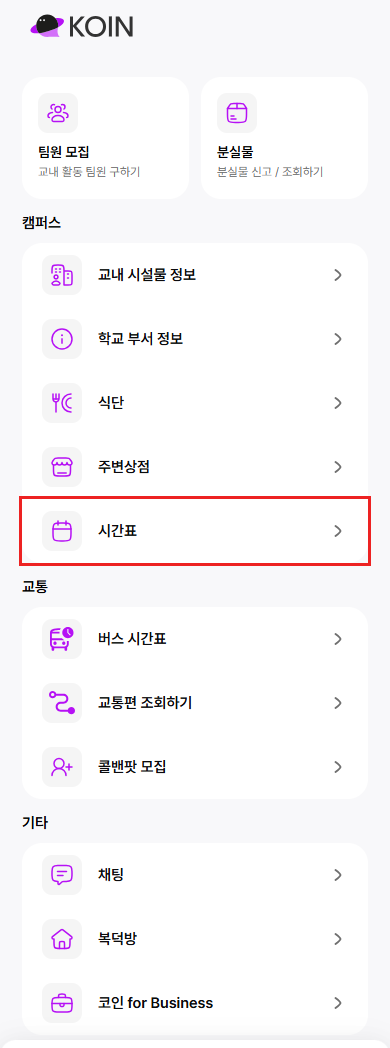 KOIN
팀원 모집
교내 활동 팀원 구하기
분실물
분실물 신고 / 조회하기
캠퍼스
교내 시설물 정보
학교 부서 정보
식단
주변상점
시간표
교통
버스 시간표
교통편 조회하기
콜밴팟 모집
기타
채팅
복덕방
코인 for Business